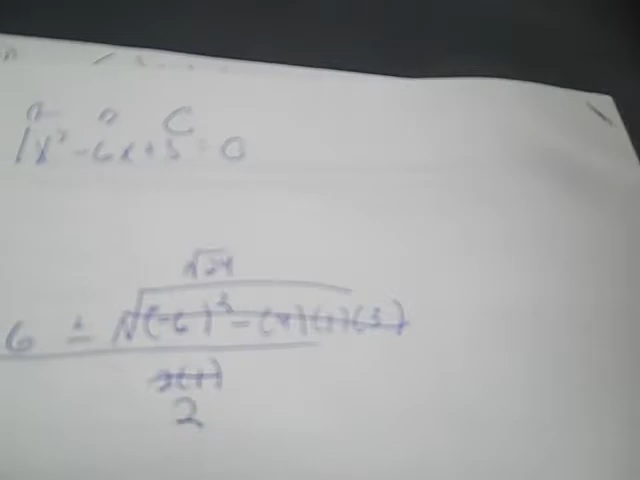 a b C
1x² - 6x + 3 = 0
√24
6 ± √(-6)² - (4)(1)(3)
2(1)
2